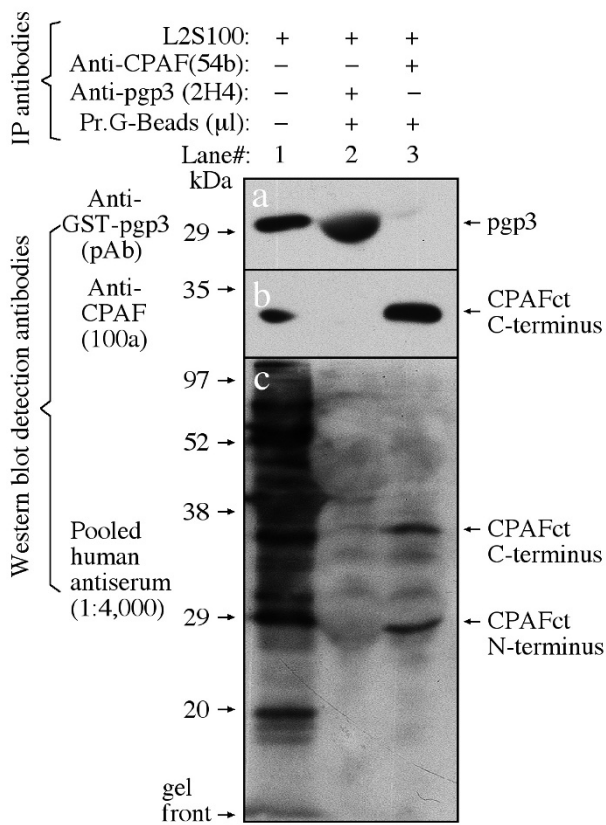 IP antibodies
L2S100: + + +
Anti-CPAF(54b) – – +
Anti-pgp3 (2H4) – + –
Pr.G-Beads (µl) – + +
Lane#: 1 2 3
kDa
Western blot detection antibodies
Anti-
GST-pgp3
(pAb)
29
a
pgp3
Anti-
CPAF
(100a)
35
b
CPAFct
C-terminus
c
97
52
38
CPAFct
C-terminus
Pooled
human
antiserum
(1:4,000)
29
CPAFct
N-terminus
20
gel
front